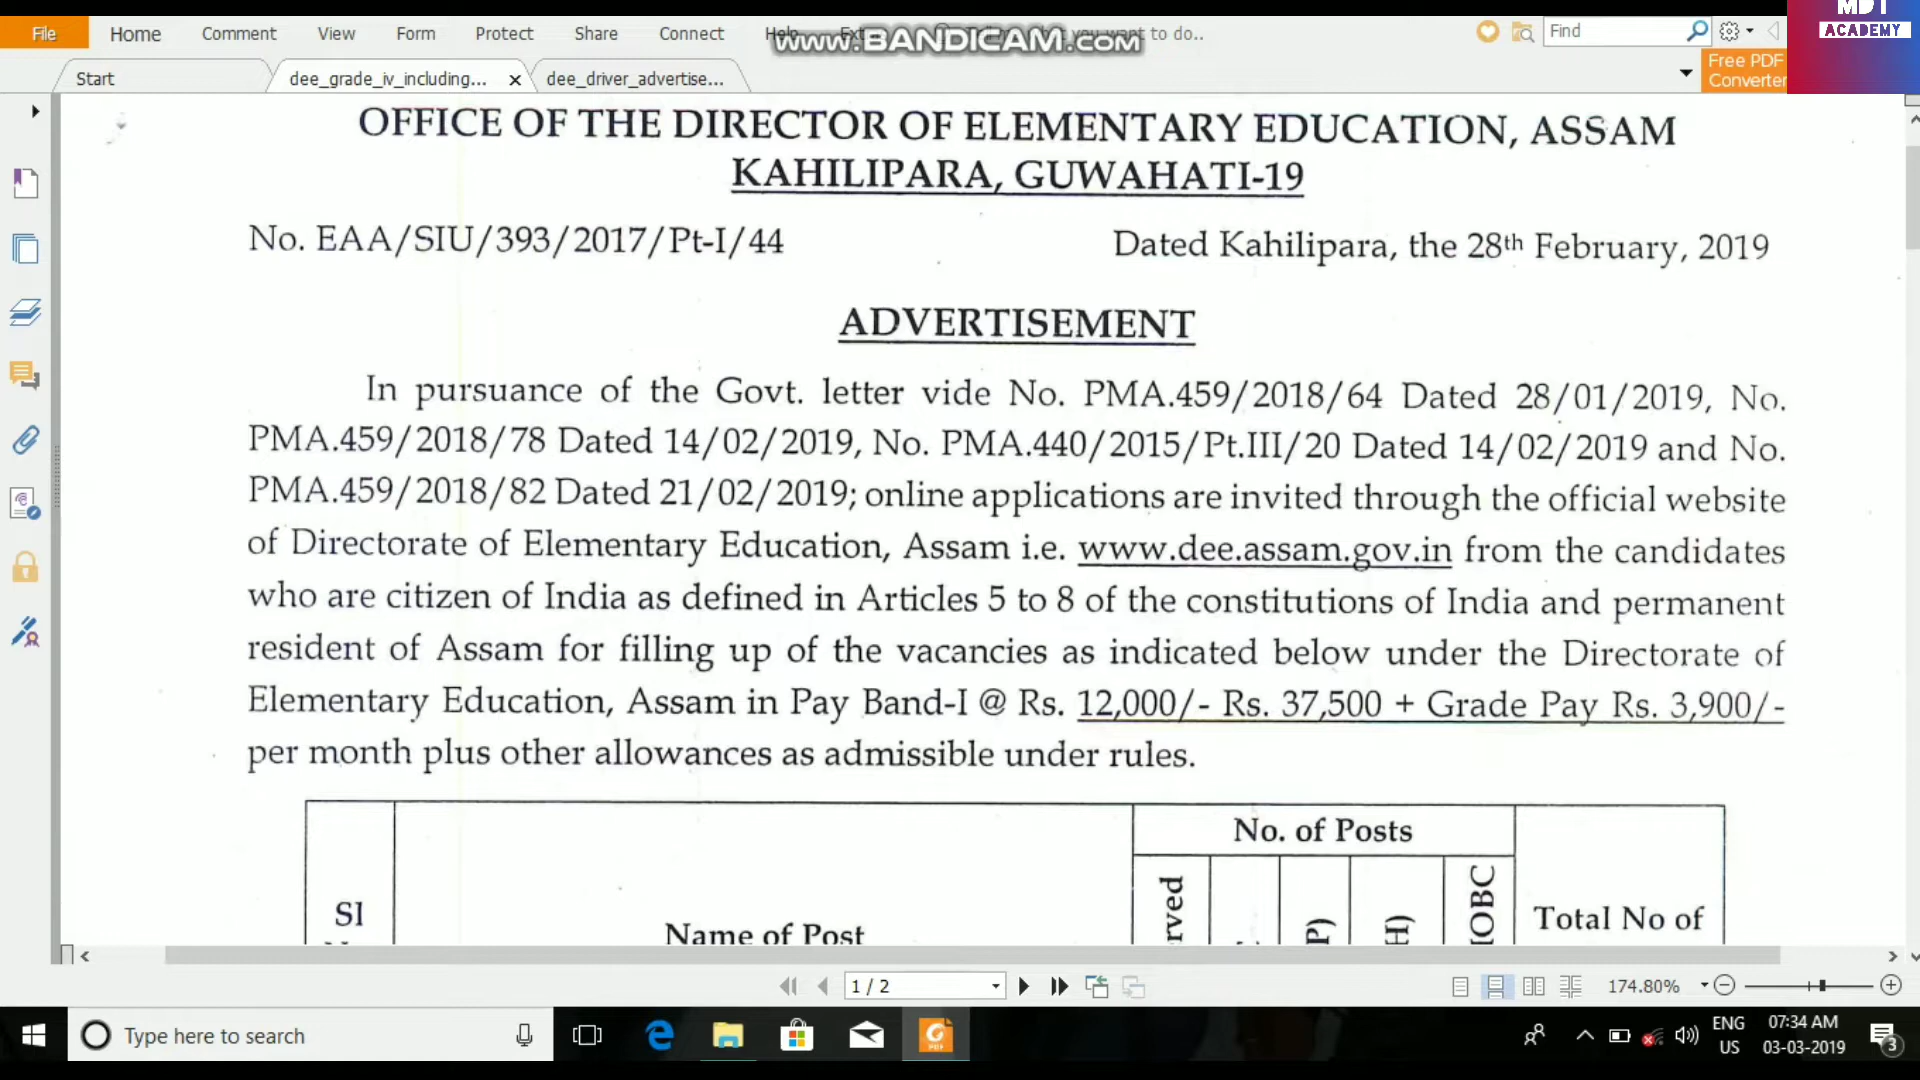 MDT
ACADEMY
File Home Comment View Form Protect Share Connect Help you want to do..
www.BANDICAM.com
Find
Start dee_grade_iv_including... dee_driver_advertise...
Free PDF
Converter
OFFICE OF THE DIRECTOR OF ELEMENTARY EDUCATION, ASSAM
KAHILIPARA, GUWAHATI-19
No. EAA/SIU/393/2017/Pt-I/44 Dated Kahilipara, the 28th February, 2019
ADVERTISEMENT
In pursuance of the Govt. letter vide No. PMA.459/2018/64 Dated 28/01/2019, No.
PMA.459/2018/78 Dated 14/02/2019, No. PMA.440/2015/Pt.III/20 Dated 14/02/2019 and No.
PMA.459/2018/82 Dated 21/02/2019; online applications are invited through the official website
of Directorate of Elementary Education, Assam i.e. www.dee.assam.gov.in from the candidates
who are citizen of India as defined in Articles 5 to 8 of the constitutions of India and permanent
resident of Assam for filling up of the vacancies as indicated below under the Directorate of
Elementary Education, Assam in Pay Band-I @ Rs. 12,000/- Rs. 37,500 + Grade Pay Rs. 3,900/-
per month plus other allowances as admissible under rules.
No. of Posts
Sl
Name of Post
rved
P)
H)
IOBC
Total No of
1 / 2
174.80%
Type here to search
ENG
US
07:34 AM
03-03-2019
3